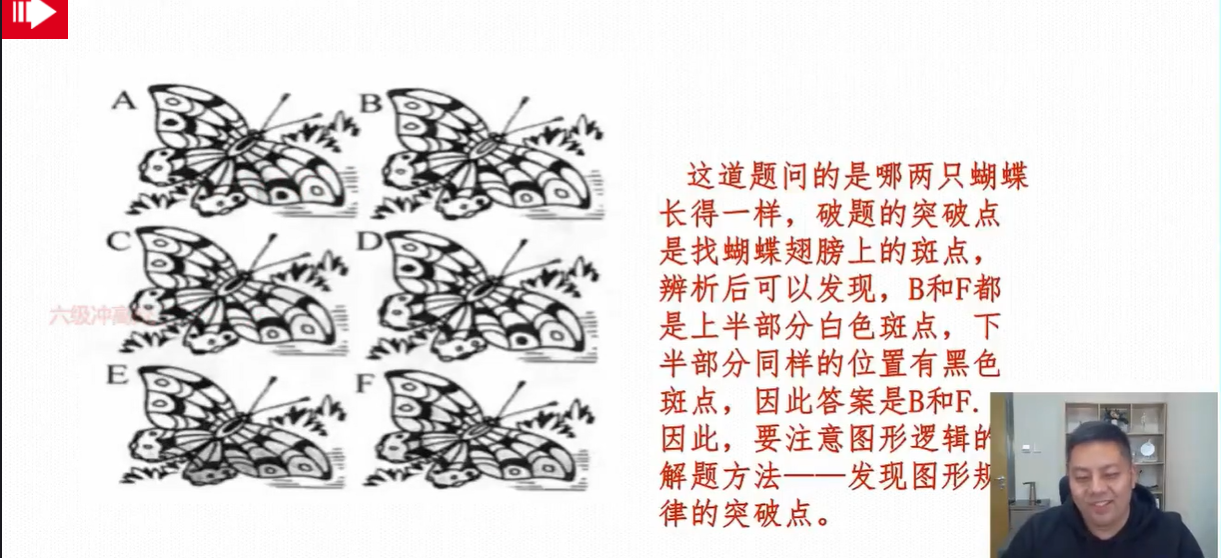 A
B
C
D
E
F
六级冲高
这道题问的是哪两只蝴蝶
长得一样，破题的突破点
是找蝴蝶翅膀上的斑点，
辨析后可以发现，B和F都
是上半部分白色斑点，下
半部分同样的位置有黑色
斑点，因此答案是B和F.
因此，要注意图形逻辑的
解题方法——发现图形规
律的突破点。